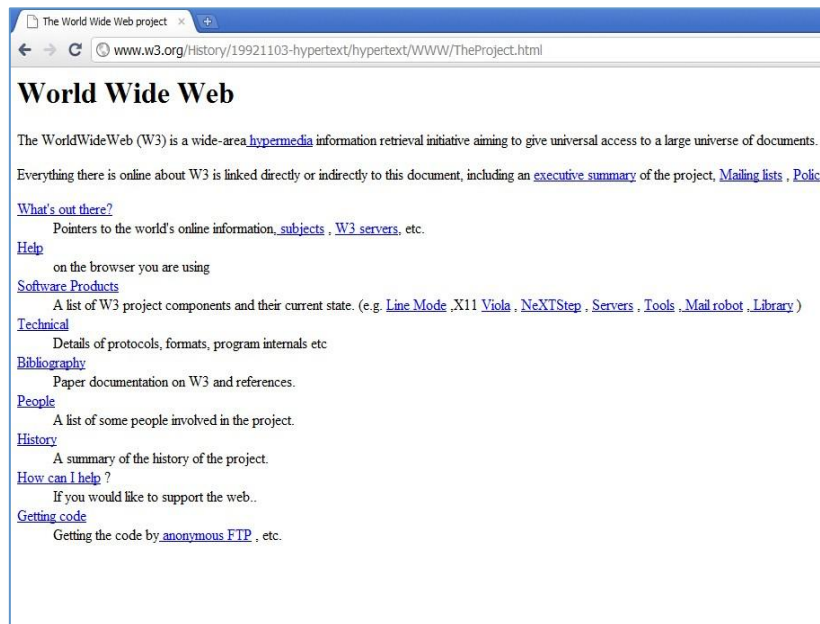 The World Wide Web project
www.w3.org/History/19921103-hypertext/hypertext/WWW/TheProject.html
World Wide Web
The WorldWideWeb (W3) is a wide-area hypermedia information retrieval initiative aiming to give universal access to a large universe of documents.
Everything there is online about W3 is linked directly or indirectly to this document, including an executive summary of the project, Mailing lists , Polic
What's out there?
Pointers to the world's online information, subjects , W3 servers, etc.
Help
on the browser you are using
Software Products
A list of W3 project components and their current state. (e.g. Line Mode ,X11 Viola , NeXTStep , Servers , Tools , Mail robot , Library )
Technical
Details of protocols, formats, program internals etc
Bibliography
Paper documentation on W3 and references.
People
A list of some people involved in the project.
History
A summary of the history of the project.
How can I help ?
If you would like to support the web..
Getting code
Getting the code by anonymous FTP , etc.